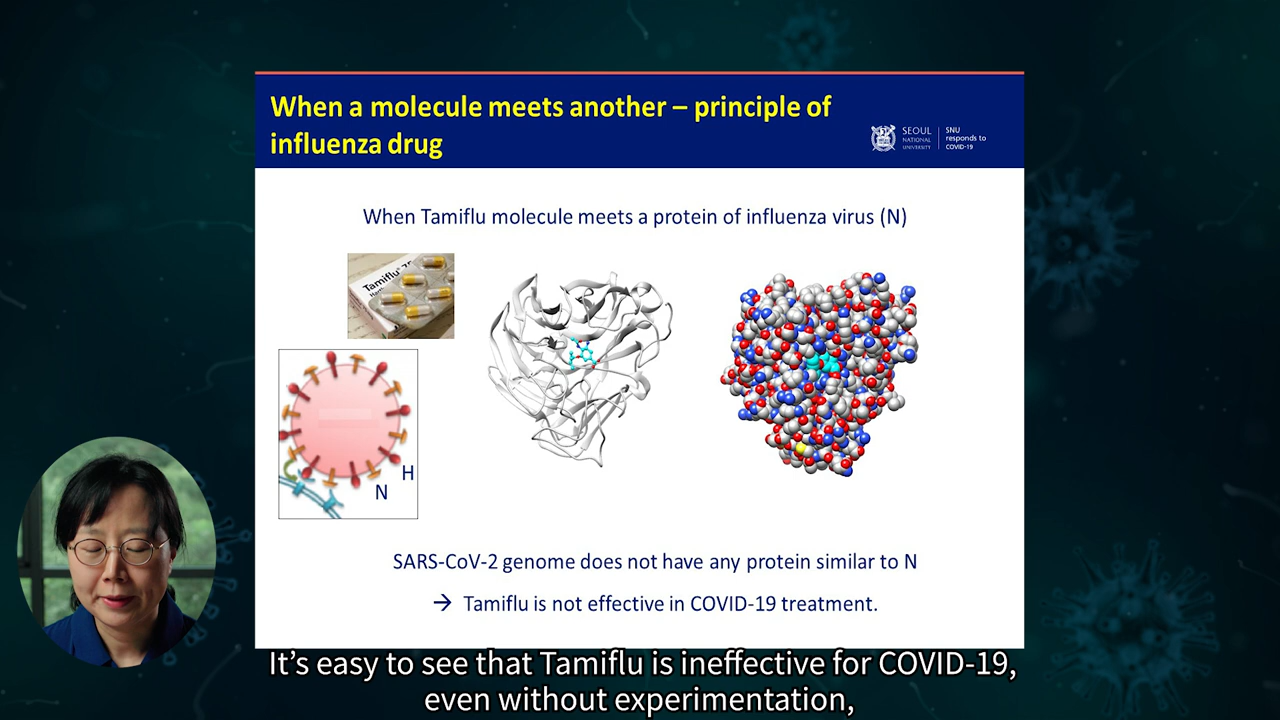 When a molecule meets another – principle of
influenza drug
SEOUL
NATIONAL
UNIVERSITY
SNU
responds to
COVID-19
When Tamiflu molecule meets a protein of influenza virus (N)
Tamiflu
H
N
SARS-CoV-2 genome does not have any protein similar to N
→ Tamiflu is not effective in COVID-19 treatment.
It’s easy to see that Tamiflu is ineffective for COVID-19,
even without experimentation,